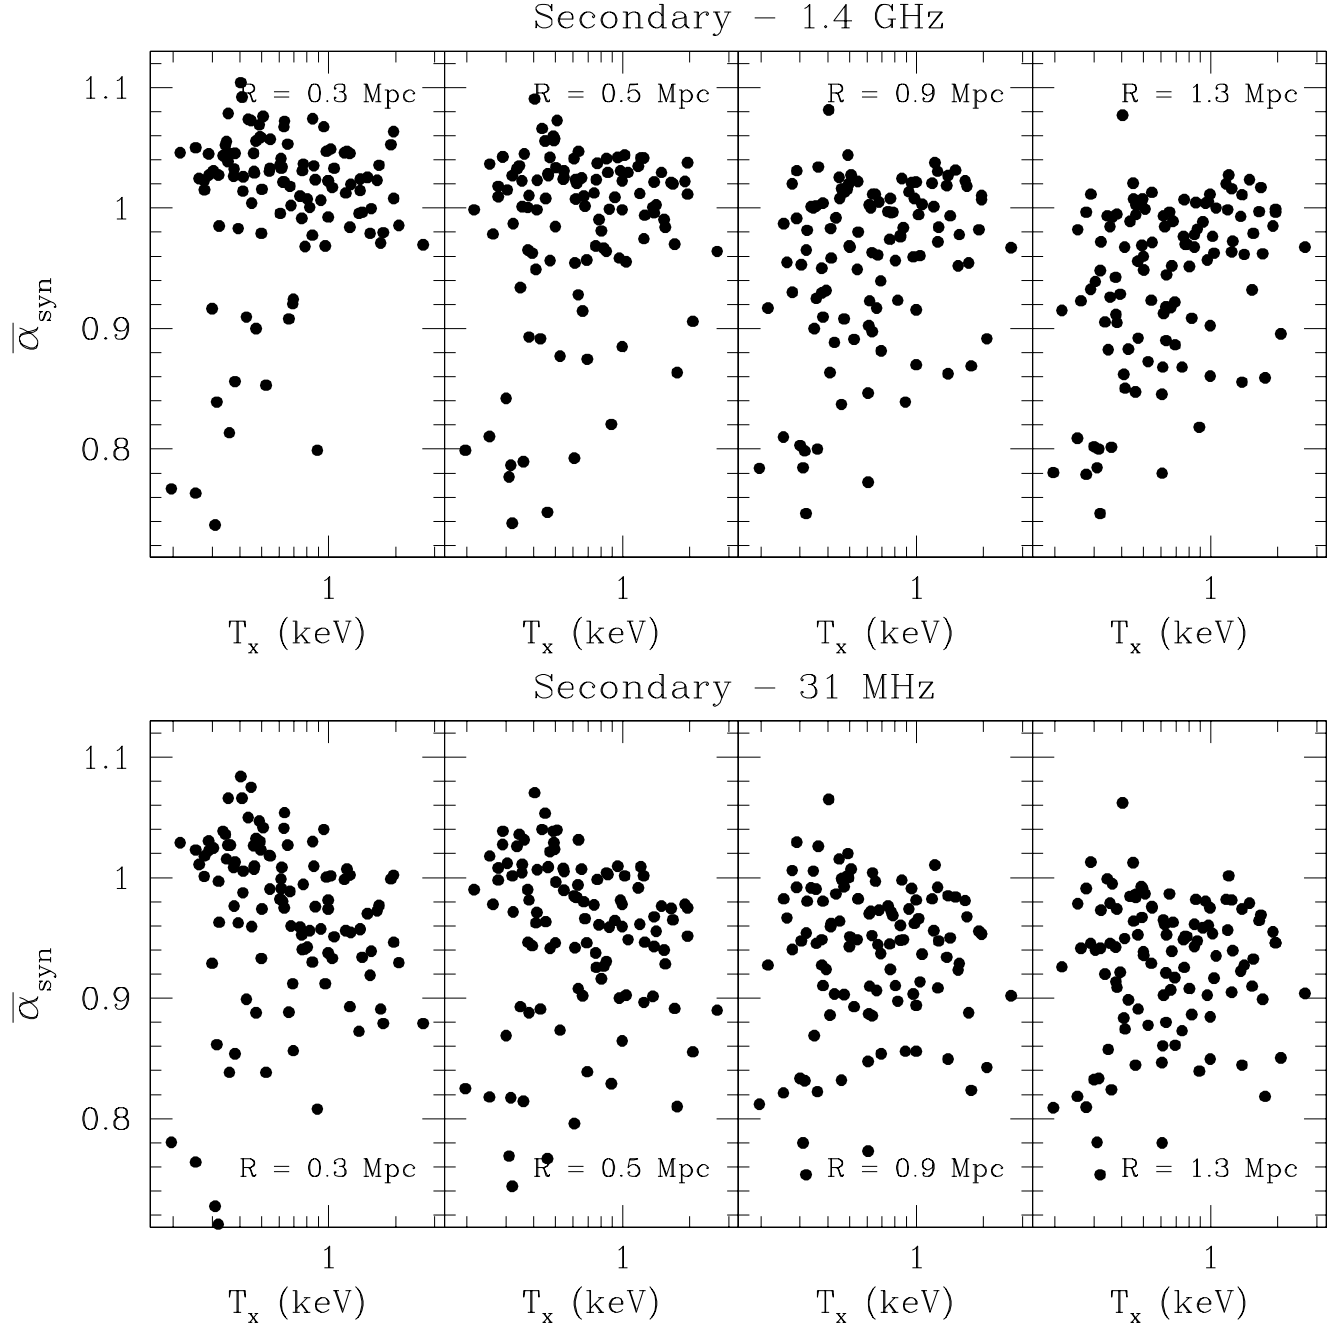 Secondary – 1.4 GHz
R = 0.3 Mpc R = 0.5 Mpc R = 0.9 Mpc R = 1.3 Mpc
1.1
1
0.9
0.8
α̅syn
1 1 1 1
Tx (keV) Tx (keV) Tx (keV) Tx (keV)
Secondary – 31 MHz
1.1
1
0.9
0.8
α̅syn
R = 0.3 Mpc R = 0.5 Mpc R = 0.9 Mpc R = 1.3 Mpc
1 1 1 1
Tx (keV) Tx (keV) Tx (keV) Tx (keV)